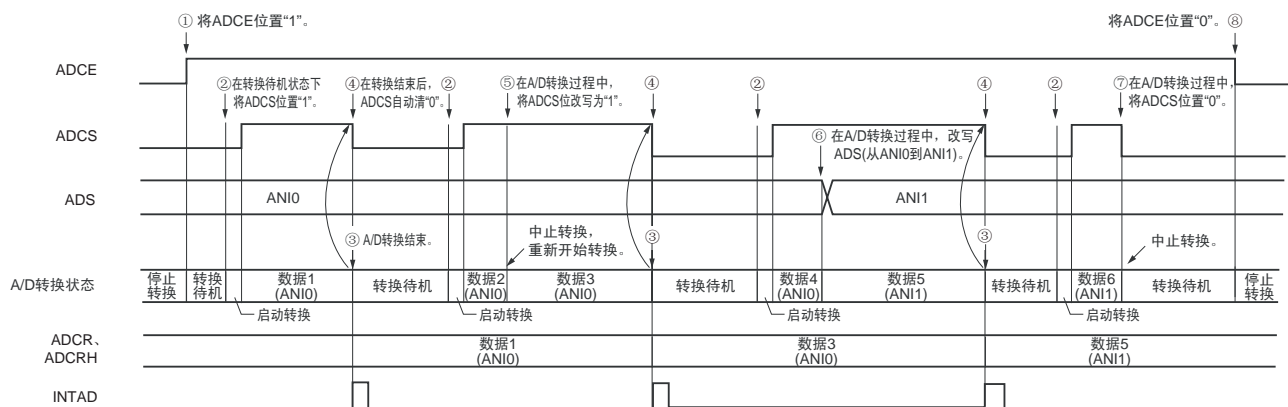 ① 将ADCE位置“1”。
将ADCE位置“0”。⑧
ADCE
②在转换待机状态下
将ADCS位置“1”。
④在转换结束后,
ADCS自动清“0”。
②
⑤在A/D转换过程中,
将ADCS位改写为“1”。
④
②
④
②
⑦在A/D转换过程中,
将ADCS位置“0”。
ADCS
⑥ 在A/D转换过程中,改写
ADS(从ANI0到ANI1)。
ADS
ANI0
ANI1
③ A/D转换结束。
中止转换,
重新开始转换。
③
③
中止转换。
A/D转换状态
停止
转换
转换
待机
数据1
(ANI0)
转换待机
数据2
(ANI0)
数据3
(ANI0)
转换待机
数据4
(ANI0)
数据5
(ANI1)
转换待机
数据6
(ANI1)
转换待机
停止
转换
启动转换
启动转换
启动转换
启动转换
ADCR、
ADCRH
数据1
(ANI0)
数据3
(ANI0)
数据5
(ANI1)
INTAD